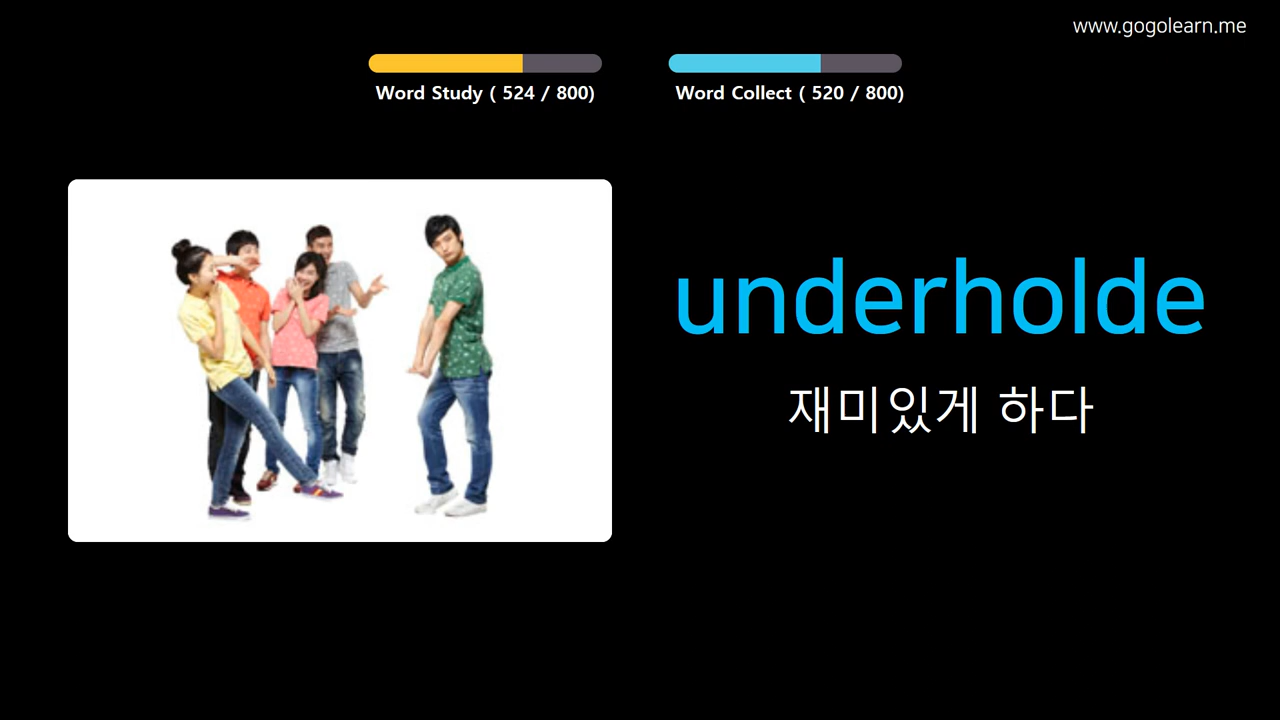 www.gogolearn.me
Word Study ( 524 / 800)
Word Collect ( 520 / 800)
underholde
재미있게 하다